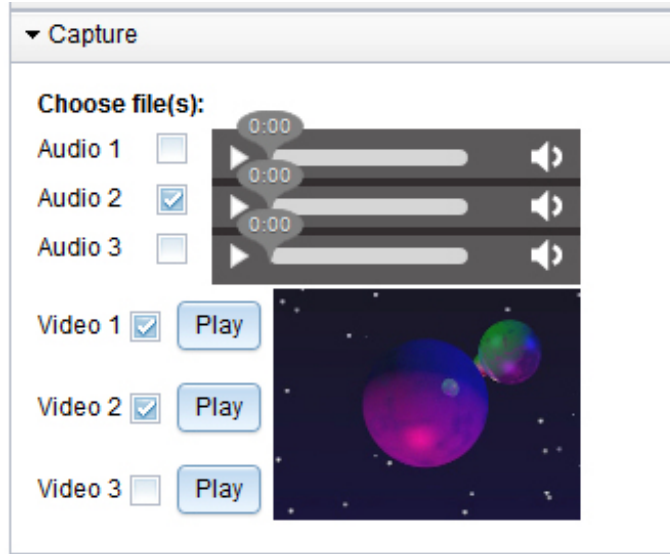 Capture
Choose file(s):
Audio 1
0:00
Audio 2
0:00
Audio 3
0:00
Video 1 Play
Video 2 Play
Video 3 Play